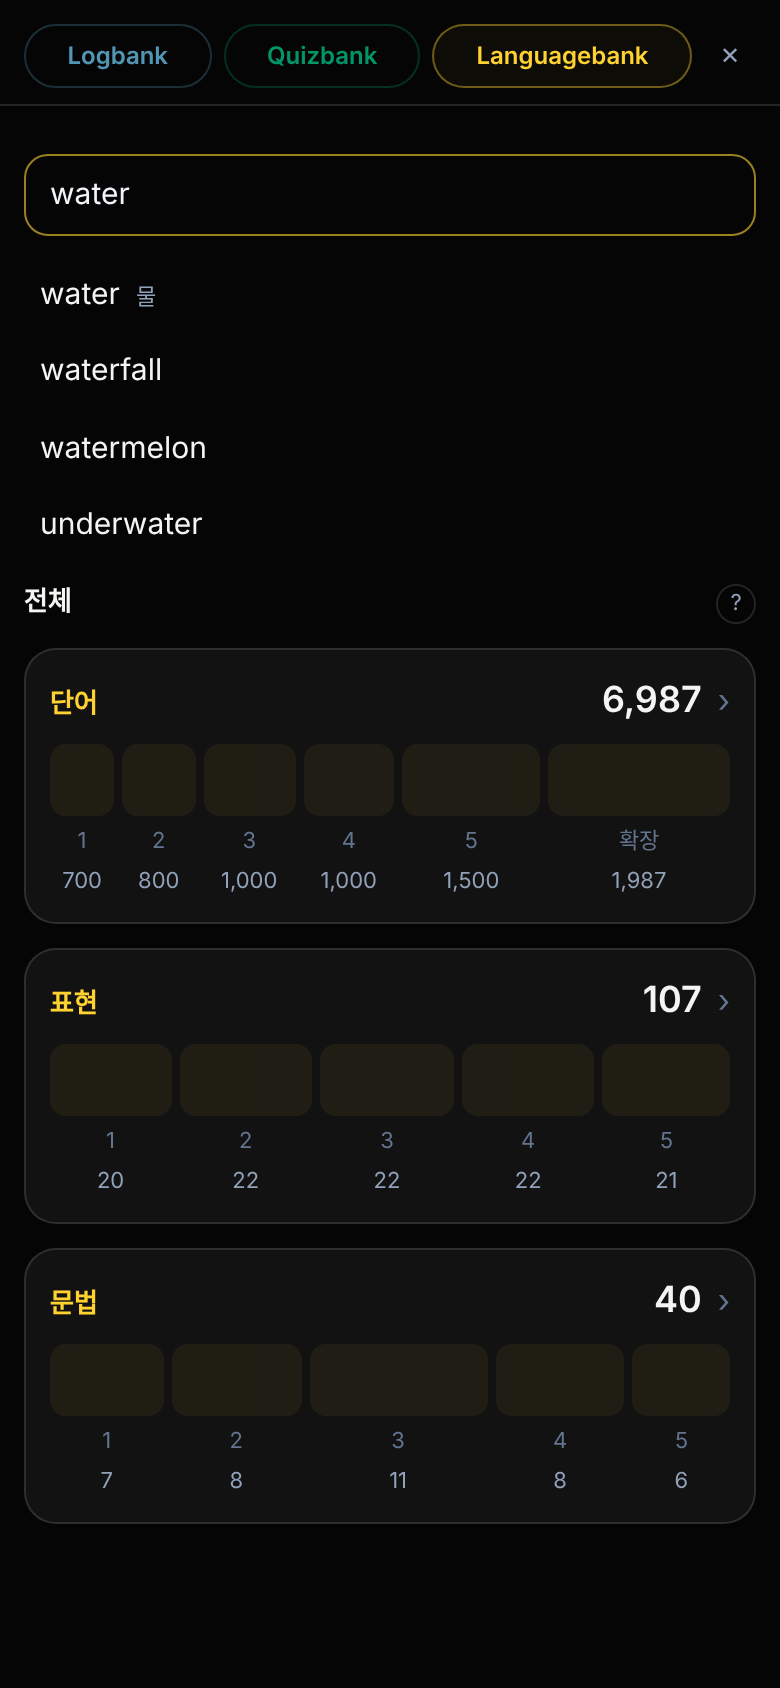 Logbank Quizbank Languagebank ×
water
water 물
waterfall
watermelon
underwater
전체 ?
단어 6,987 ›
1 2 3 4 5 확장
700 800 1,000 1,000 1,500 1,987
표현 107 ›
1 2 3 4 5
20 22 22 22 21
문법 40 ›
1 2 3 4 5
7 8 11 8 6